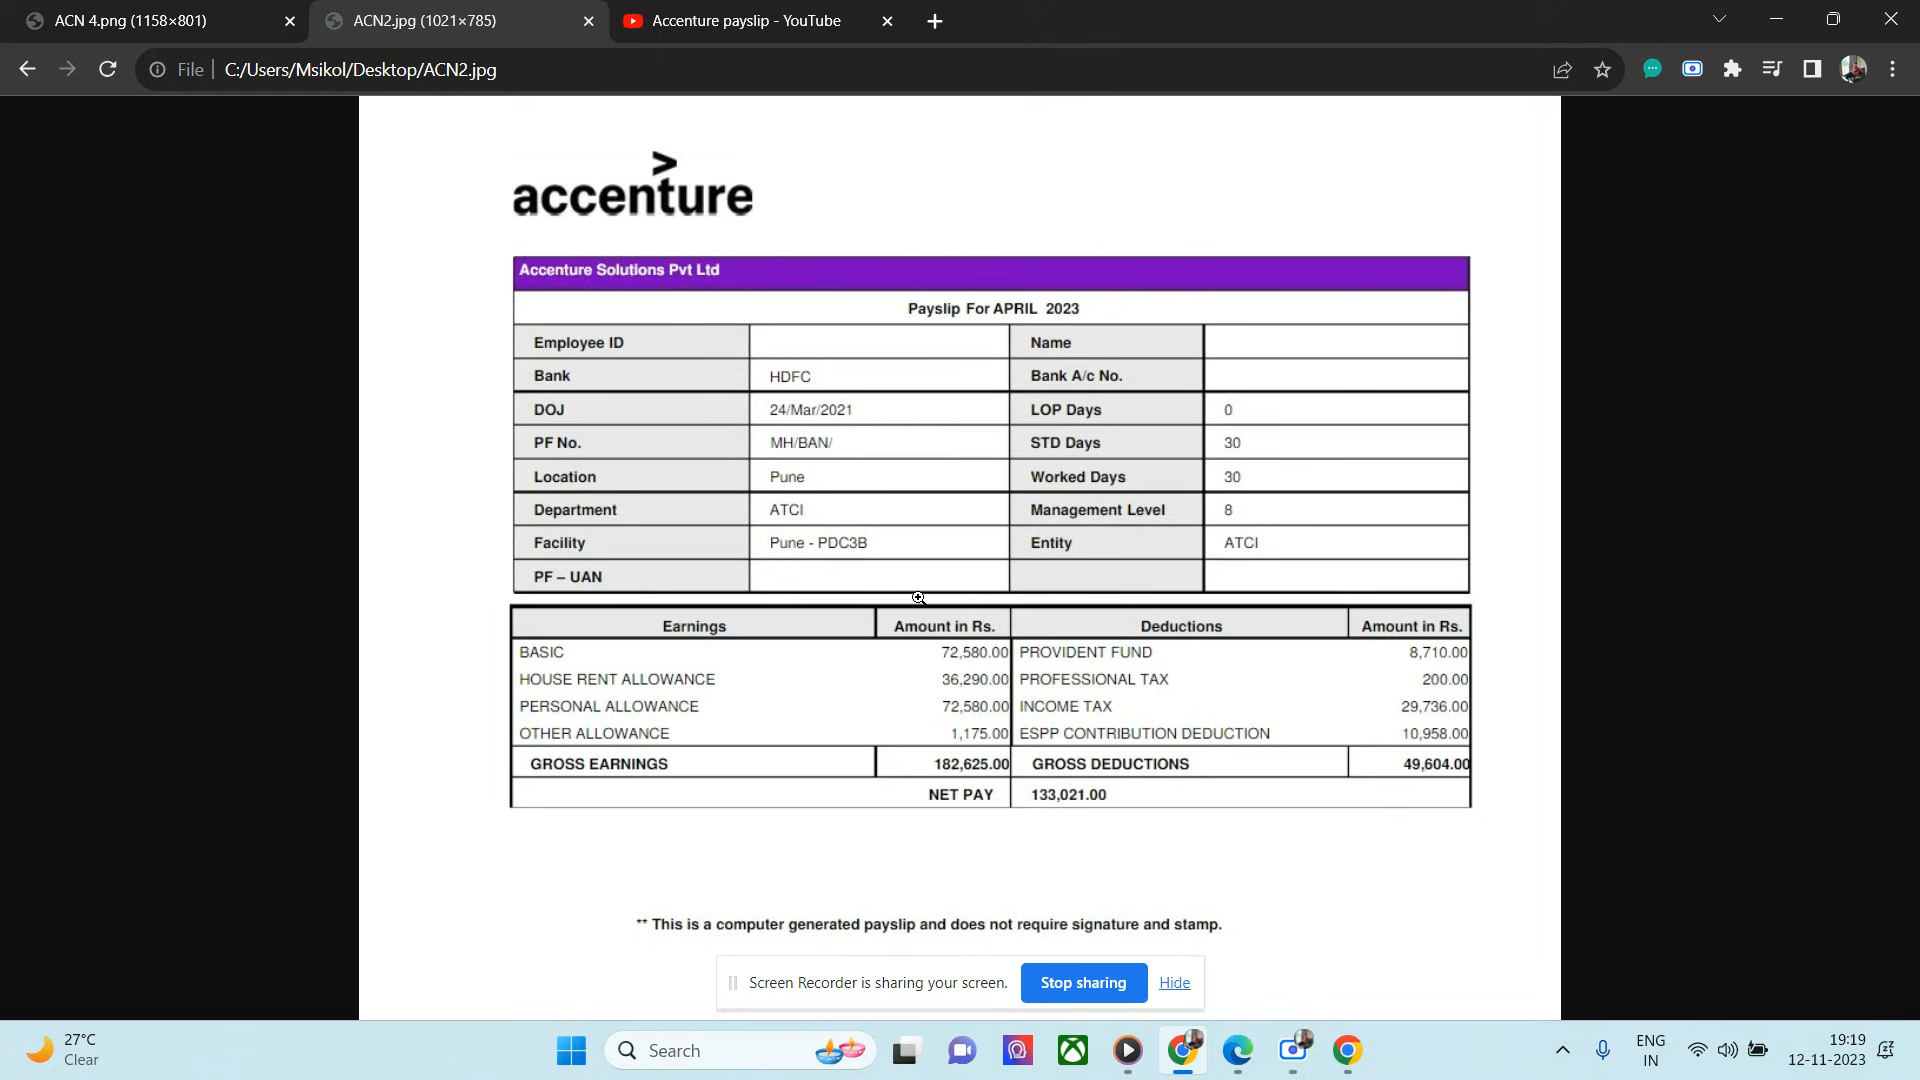 ACN 4.png (1158×801)
ACN2.jpg (1021×785)
Accenture payslip - YouTube
File
C:/Users/Msikol/Desktop/ACN2.jpg
>
accenture
Accenture Solutions Pvt Ltd
Payslip For APRIL 2023
Employee ID Name
Bank HDFC Bank A/c No.
DOJ 24/Mar/2021 LOP Days 0
PF No. MH/BAN/ STD Days 30
Location Pune Worked Days 30
Department ATCI Management Level 8
Facility Pune - PDC3B Entity ATCI
PF – UAN
Earnings Amount in Rs. Deductions Amount in Rs.
BASIC 72,580.00 PROVIDENT FUND 8,710.00
HOUSE RENT ALLOWANCE 36,290.00 PROFESSIONAL TAX 200.00
PERSONAL ALLOWANCE 72,580.00 INCOME TAX 29,736.00
OTHER ALLOWANCE 1,175.00 ESPP CONTRIBUTION DEDUCTION 10,958.00
GROSS EARNINGS 182,625.00 GROSS DEDUCTIONS 49,604.00
NET PAY 133,021.00
** This is a computer generated payslip and does not require signature and stamp.
Screen Recorder is sharing your screen. Stop sharing Hide
27°C
Clear
Search
ENG
IN
19:19
12-11-2023